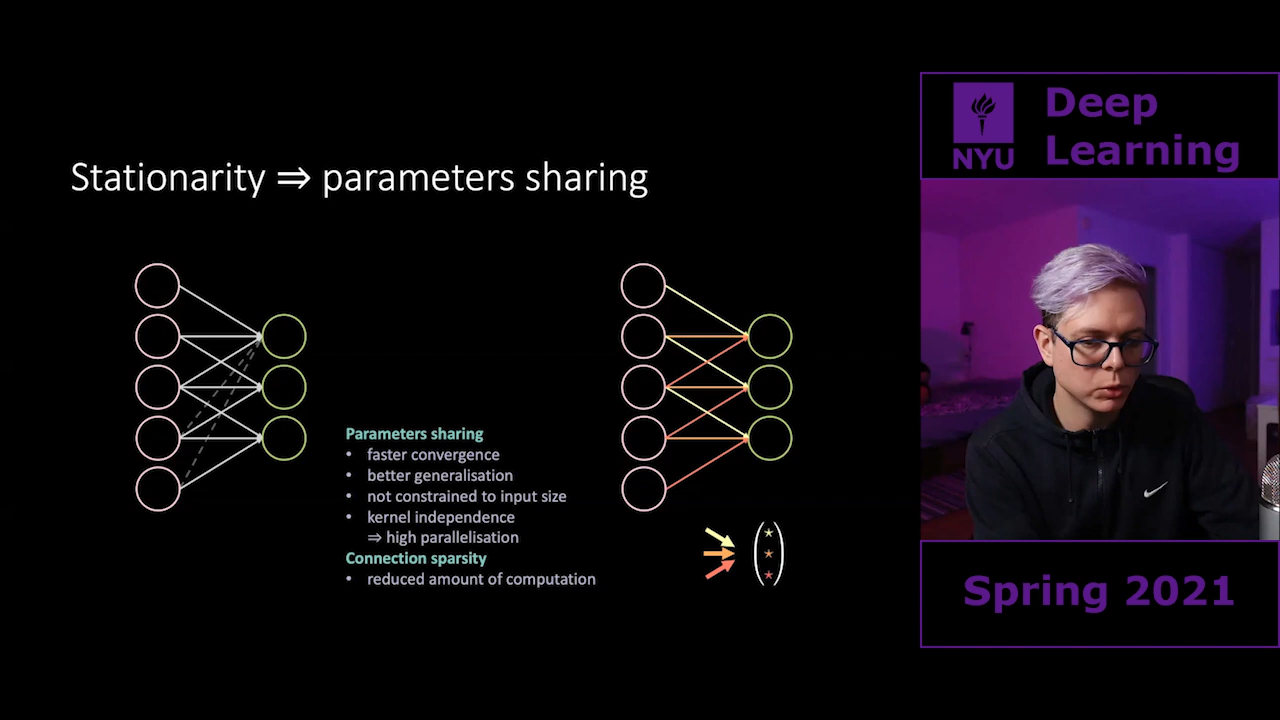 Stationarity ⇒ parameters sharing
Parameters sharing
• faster convergence
• better generalisation
• not constrained to input size
• kernel independence
⇒ high parallelisation
Connection sparsity
• reduced amount of computation
*
*
*
NYU
Deep
Learning
Spring 2021